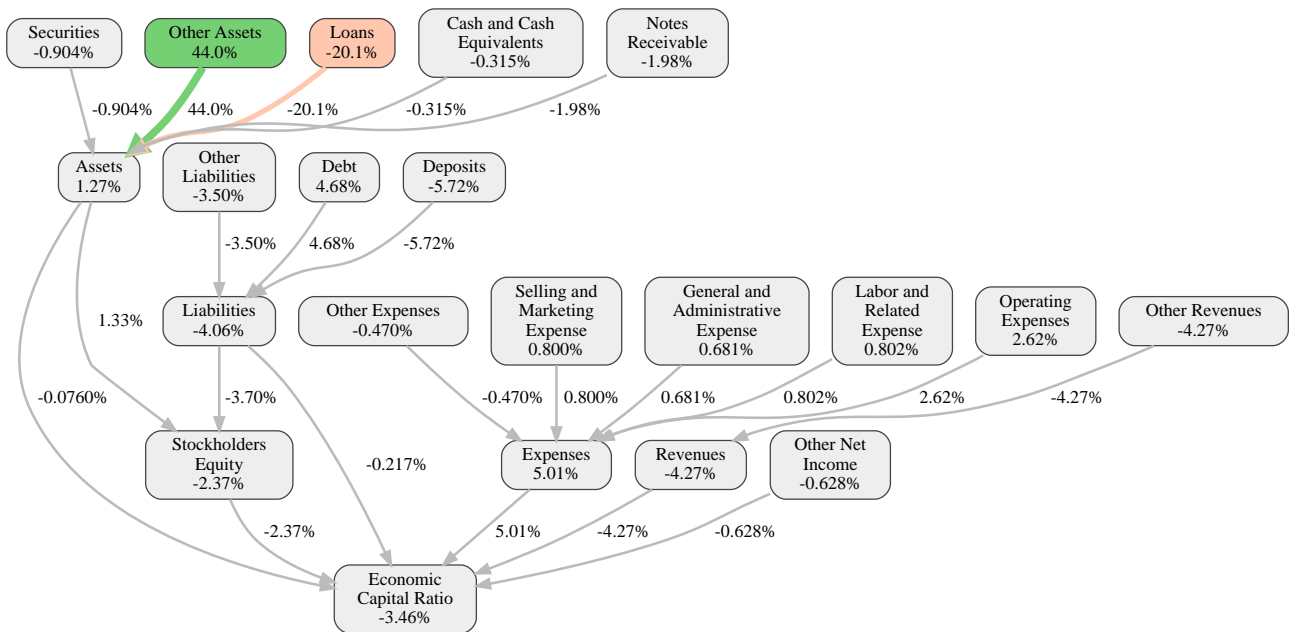 Securities
-0.904%
Other Assets
44.0%
Loans
-20.1%
Cash and Cash
Equivalents
-0.315%
Notes
Receivable
-1.98%
-0.904%
44.0%
-20.1%
-0.315%
-1.98%
Assets
1.27%
Other
Liabilities
-3.50%
Debt
4.68%
Deposits
-5.72%
-3.50%
4.68%
-5.72%
Liabilities
-4.06%
Other Expenses
-0.470%
Selling and
Marketing
Expense
0.800%
General and
Administrative
Expense
0.681%
Labor and
Related
Expense
0.802%
Operating
Expenses
2.62%
Other Revenues
-4.27%
1.33%
-0.0760%
-3.70%
-0.470%
0.800%
0.681%
0.802%
2.62%
-4.27%
Stockholders
Equity
-2.37%
-0.217%
Expenses
5.01%
Revenues
-4.27%
Other Net
Income
-0.628%
-2.37%
5.01%
-4.27%
-0.628%
Economic
Capital Ratio
-3.46%